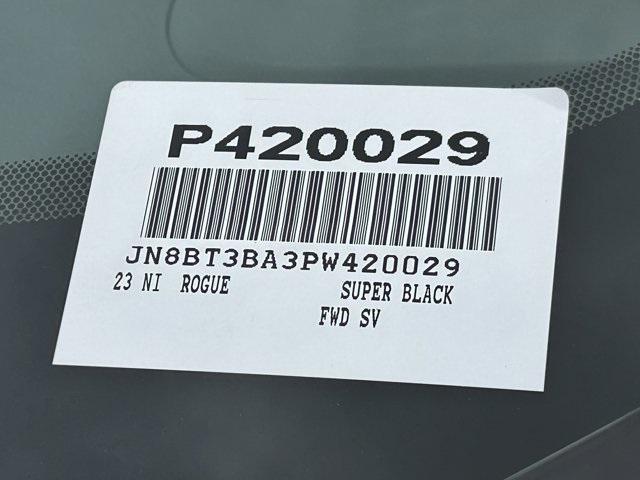 P420029
JN8BT3BA3PW420029
23 NI ROGUE SUPER BLACK
FWD SV